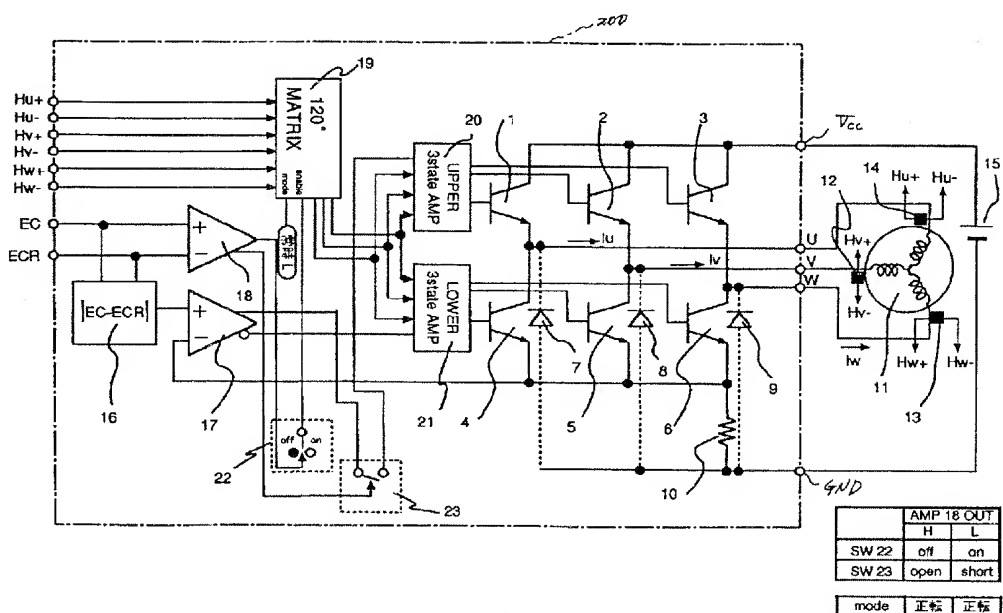 200
19
Hu+
Hu-
Hv+
Hv-
Hw+
Hw-
120°
MATRIX
mode
enable
20
UPPER
3state AMP
1
2
3
Vcc
15
14
Hu+
Hu-
12
Hv+
Hv-
EC
ECR
+
-
18
常時 L
Iu
Iv
U
V
W
|EC-ECR|
16
+
-
17
LOWER
3state AMP
21
4
5
6
7
8
9
10
Iw
11
Hw+
Hw-
13
off
on
22
23
GND
AMP 18 OUT
H
L
SW 22
off
on
SW 23
open
short
mode
正転
正転